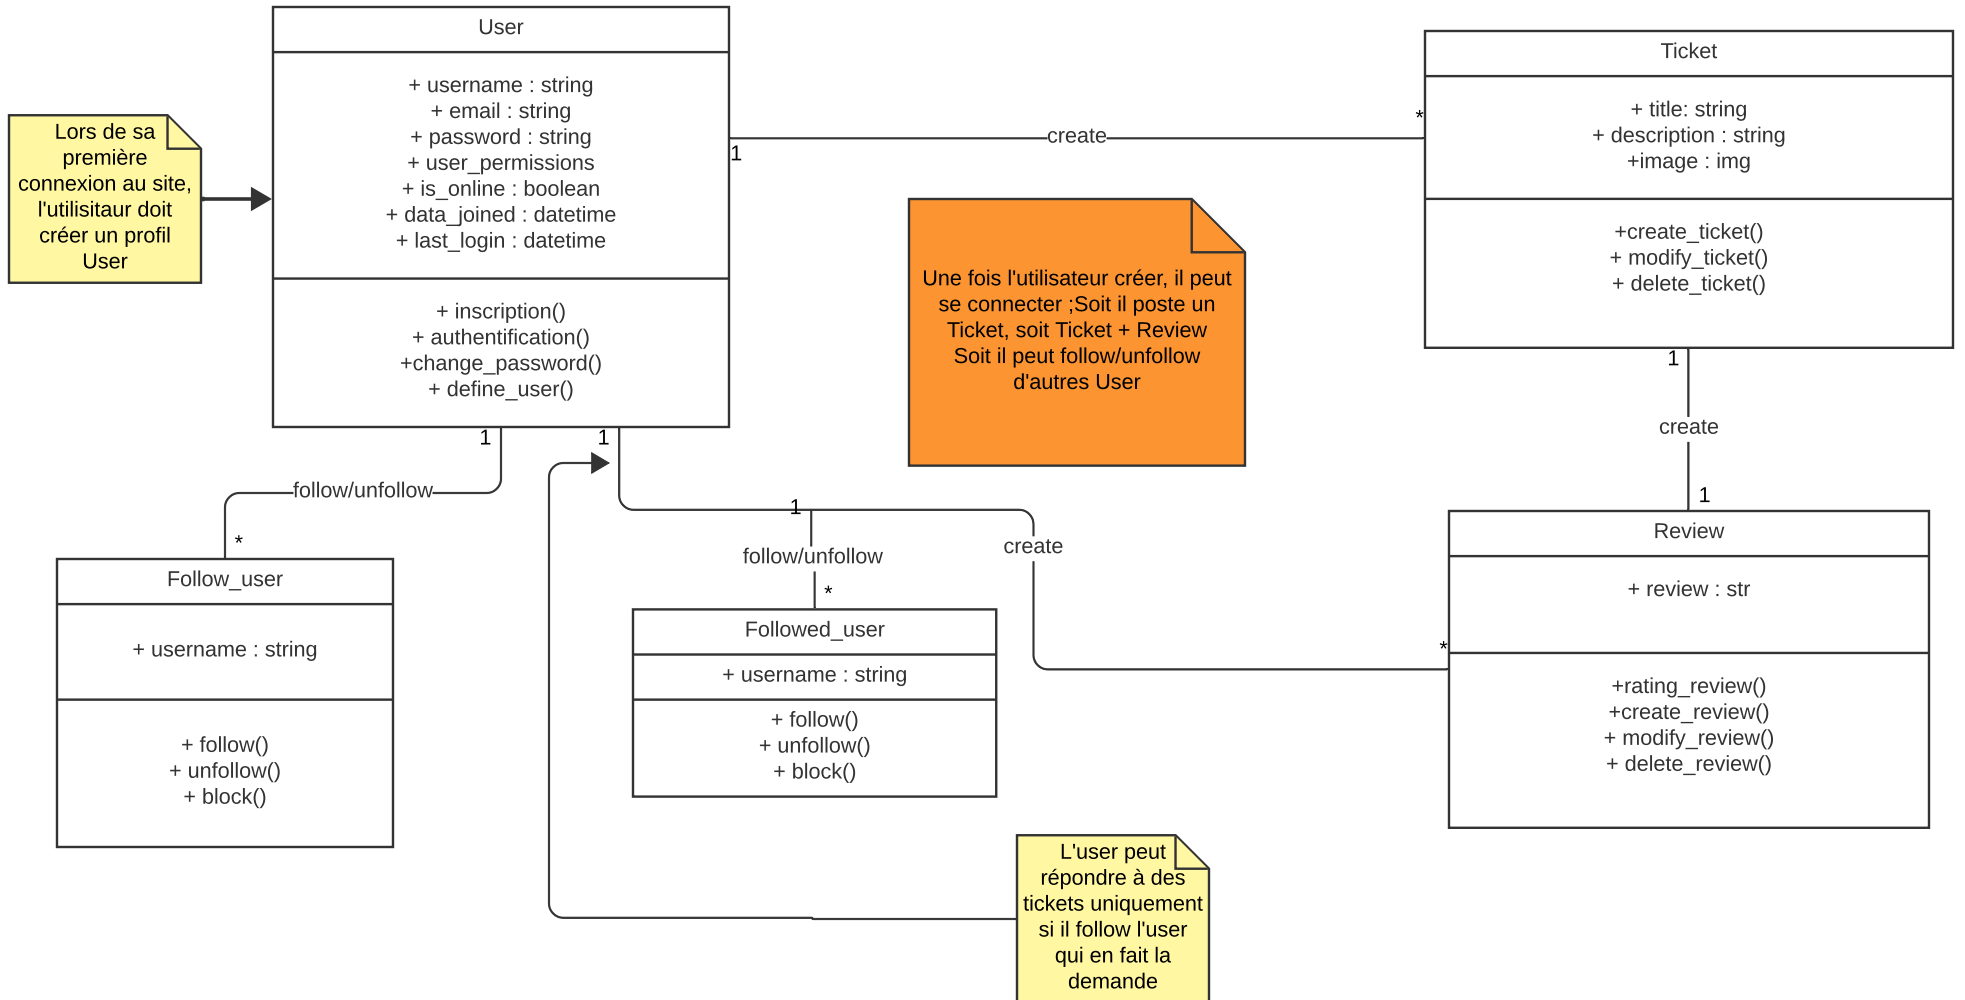 User
+ username : string
+ email : string
+ password : string
+ user_permissions
+ is_online : boolean
+ data_joined : datetime
+ last_login : datetime
+ inscription()
+ authentification()
+change_password()
+ define_user()
Lors de sa
première
connexion au site,
l'utilisitaur doit
créer un profil
User
1
create
*
Ticket
+ title: string
+ description : string
+image : img
+create_ticket()
+ modify_ticket()
+ delete_ticket()
Une fois l'utilisateur créer, il peut
se connecter ;Soit il poste un
Ticket, soit Ticket + Review
Soit il peut follow/unfollow
d'autres User
1
create
1
1
follow/unfollow
*
1
1
follow/unfollow
*
create
*
Follow_user
+ username : string
+ follow()
+ unfollow()
+ block()
Followed_user
+ username : string
+ follow()
+ unfollow()
+ block()
Review
+ review : str
+rating_review()
+create_review()
+ modify_review()
+ delete_review()
L'user peut
répondre à des
tickets uniquement
si il follow l'user
qui en fait la
demande